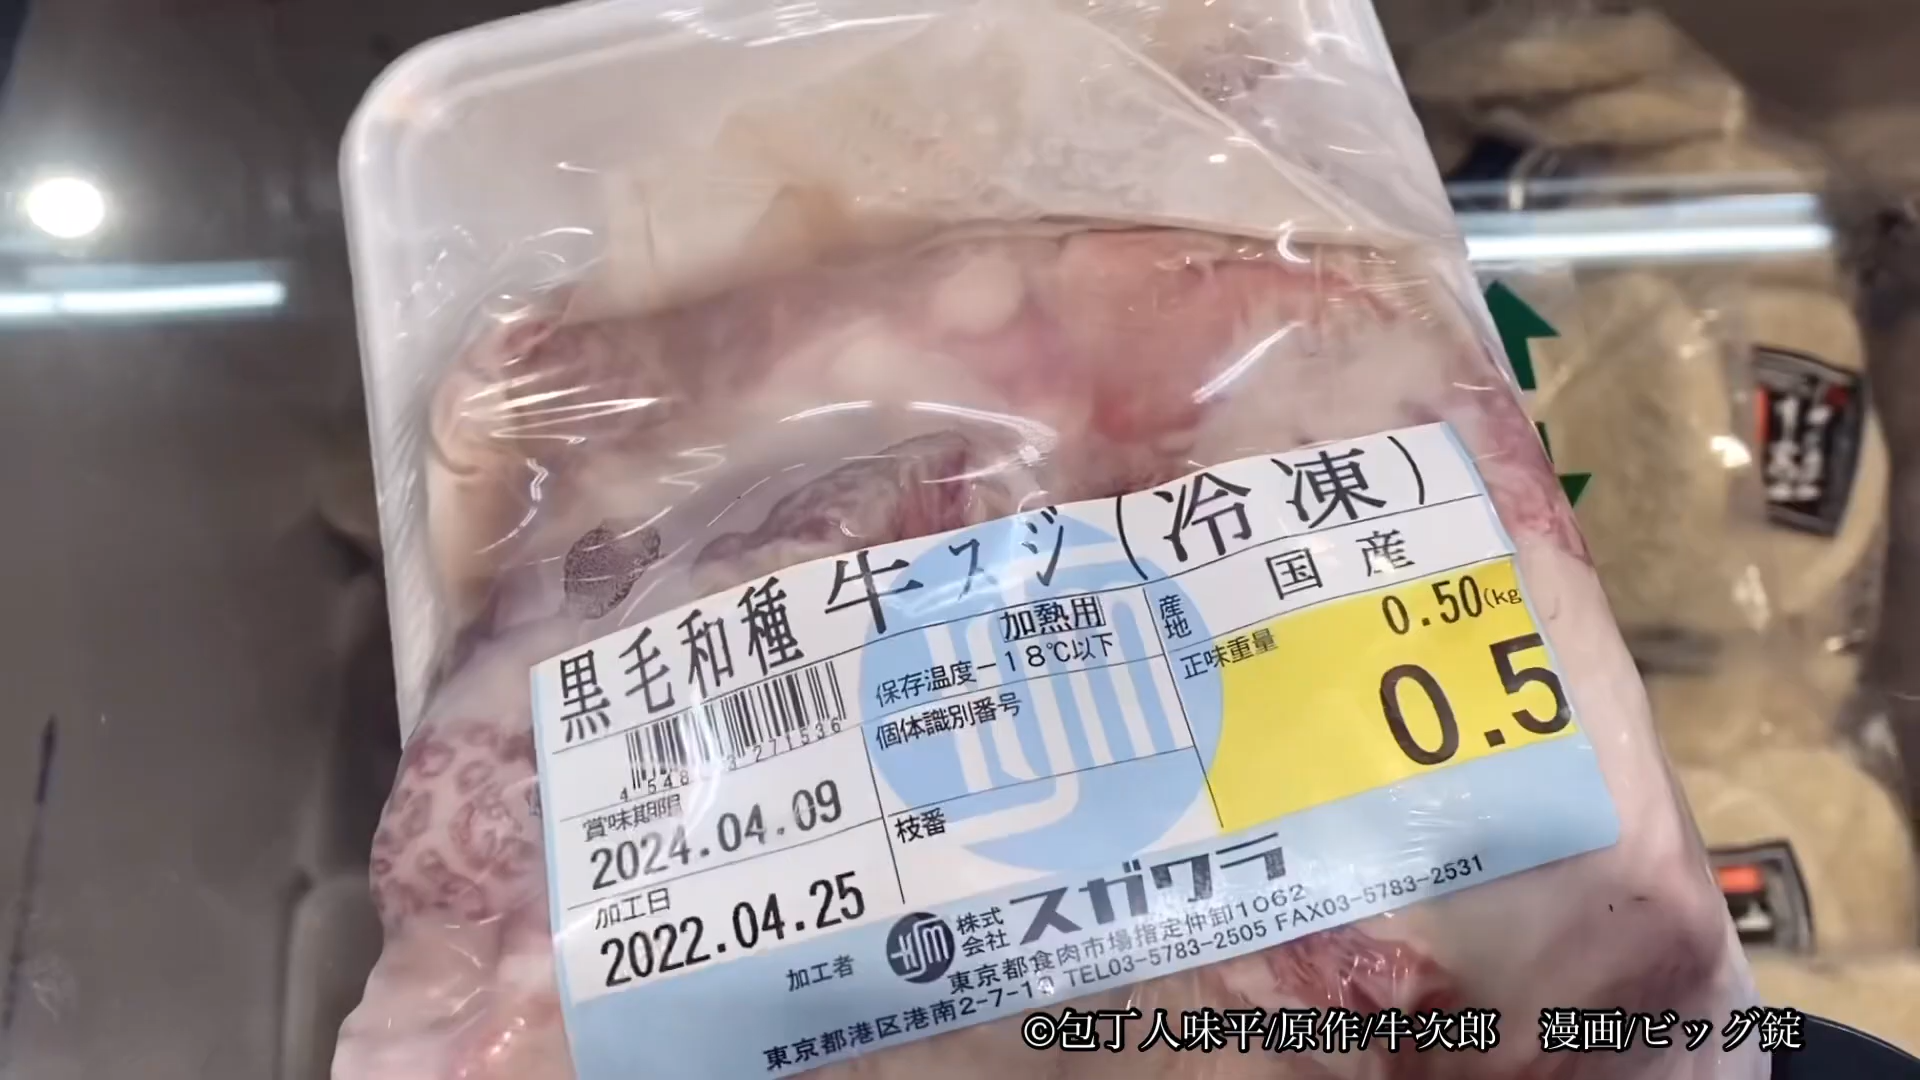 黒毛和種 牛スジ(冷凍)
加熱用
保存温度-18℃以下
産地
国産
正味重量
0.50(kg
0.5
個体識別番号
賞味期限
2024.04.09
枝番
加工日
2022.04.25
加工者
株式会社
スガワラ
東京都食肉市場指定仲卸1062
東京都港区港南2-7-19 TEL03-5783-2505 FAX03-5783-2531
©包丁人味平/原作/牛次郎 漫画/ビッグ錠